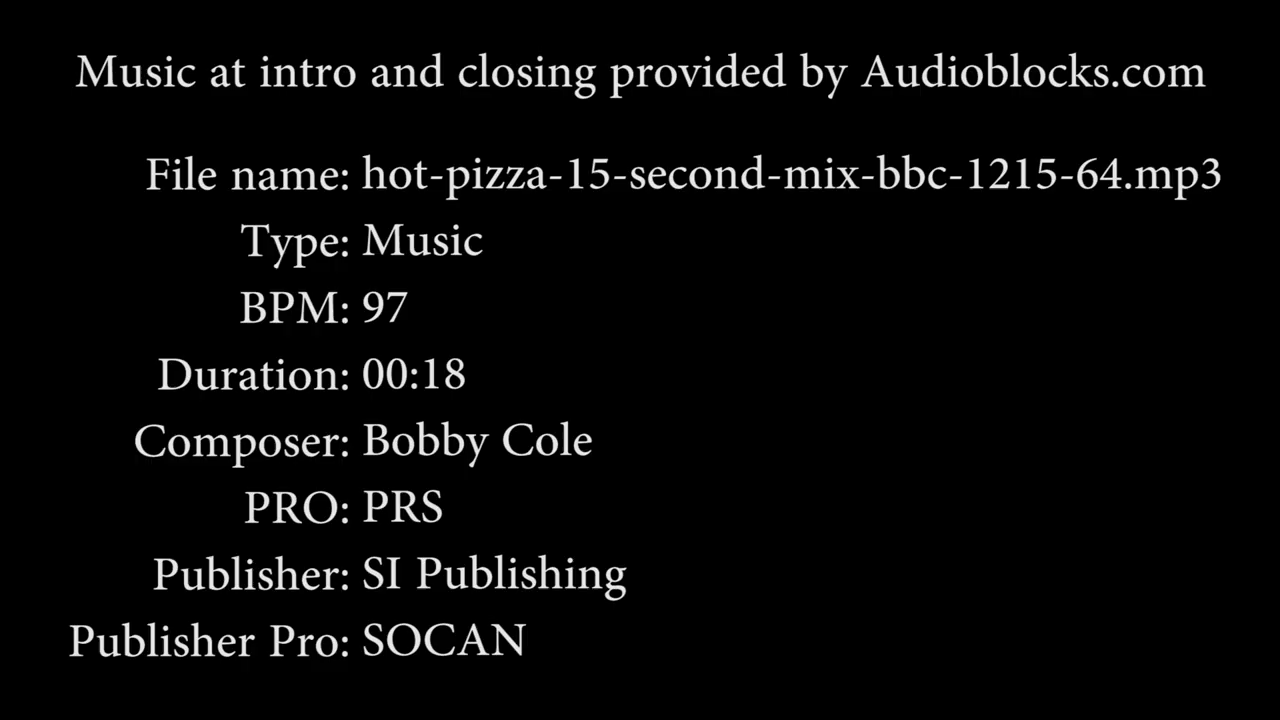 Music at intro and closing provided by Audioblocks.com
File name: hot-pizza-15-second-mix-bbc-1215-64.mp3
Type: Music
BPM: 97
Duration: 00:18
Composer: Bobby Cole
PRO: PRS
Publisher: SI Publishing
Publisher Pro: SOCAN